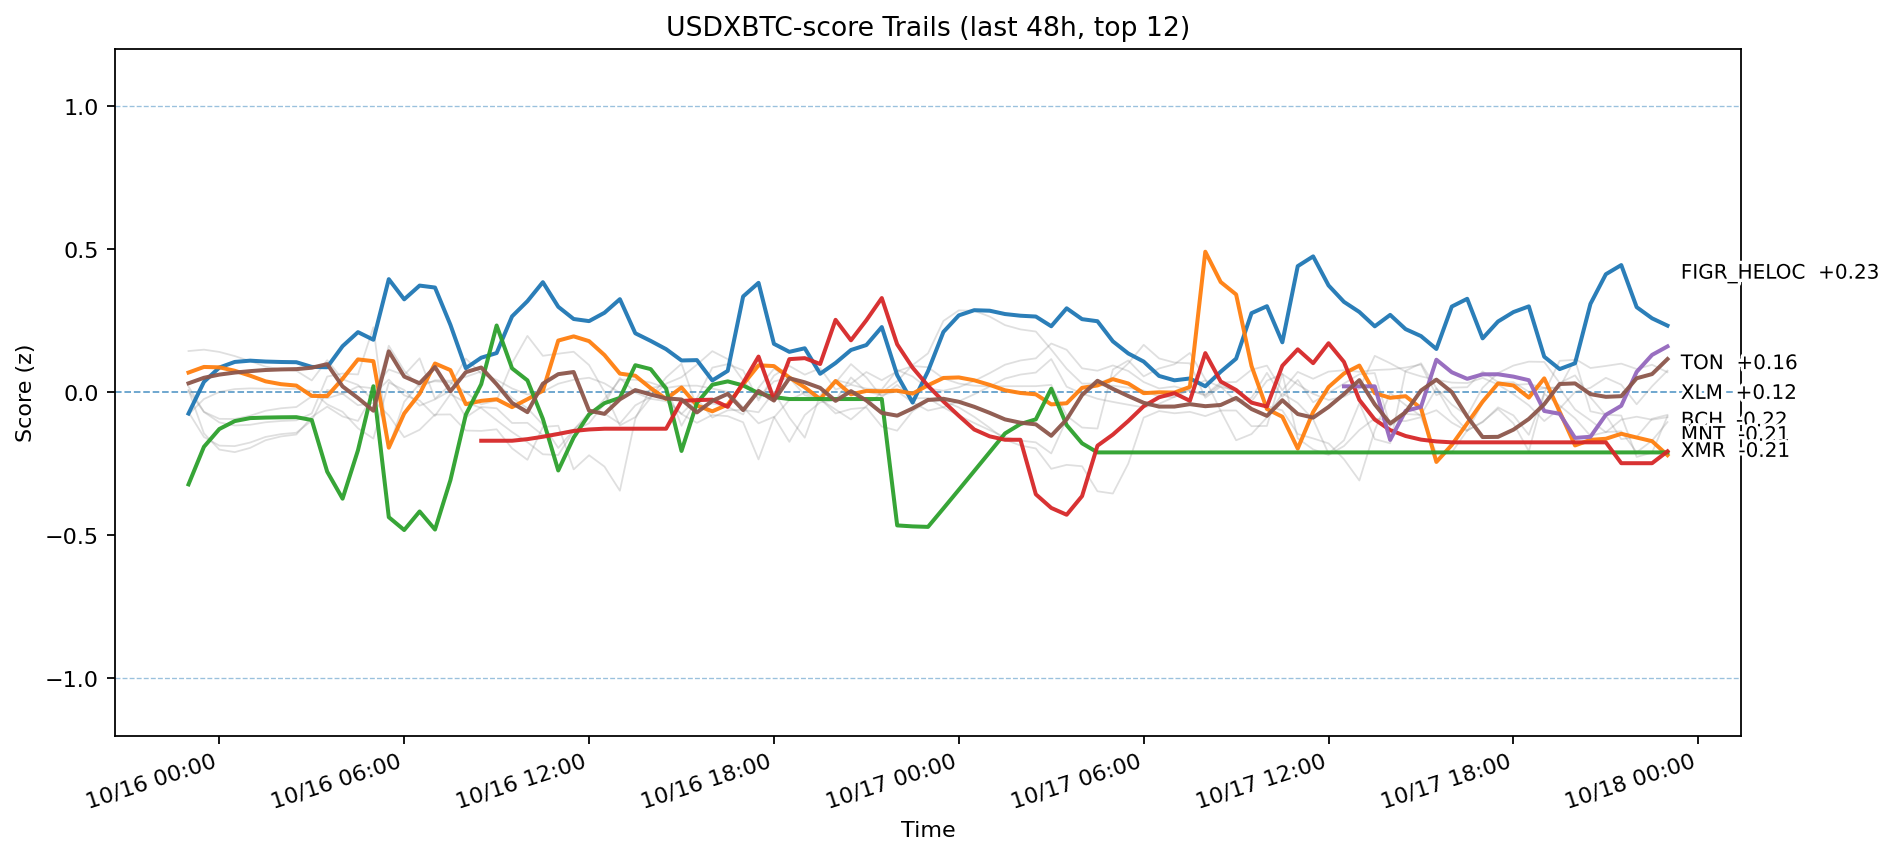 USDXBTC-score Trails (last 48h, top 12)
Score (z)
1.0
0.5
0.0
−0.5
−1.0
FIGR_HELOC +0.23
TON +0.16
XLM +0.12
BCH -0.22
MNT -0.21
XMR -0.21
10/16 00:00
10/16 06:00
10/16 12:00
10/16 18:00
10/17 00:00
10/17 06:00
10/17 12:00
10/17 18:00
10/18 00:00
Time